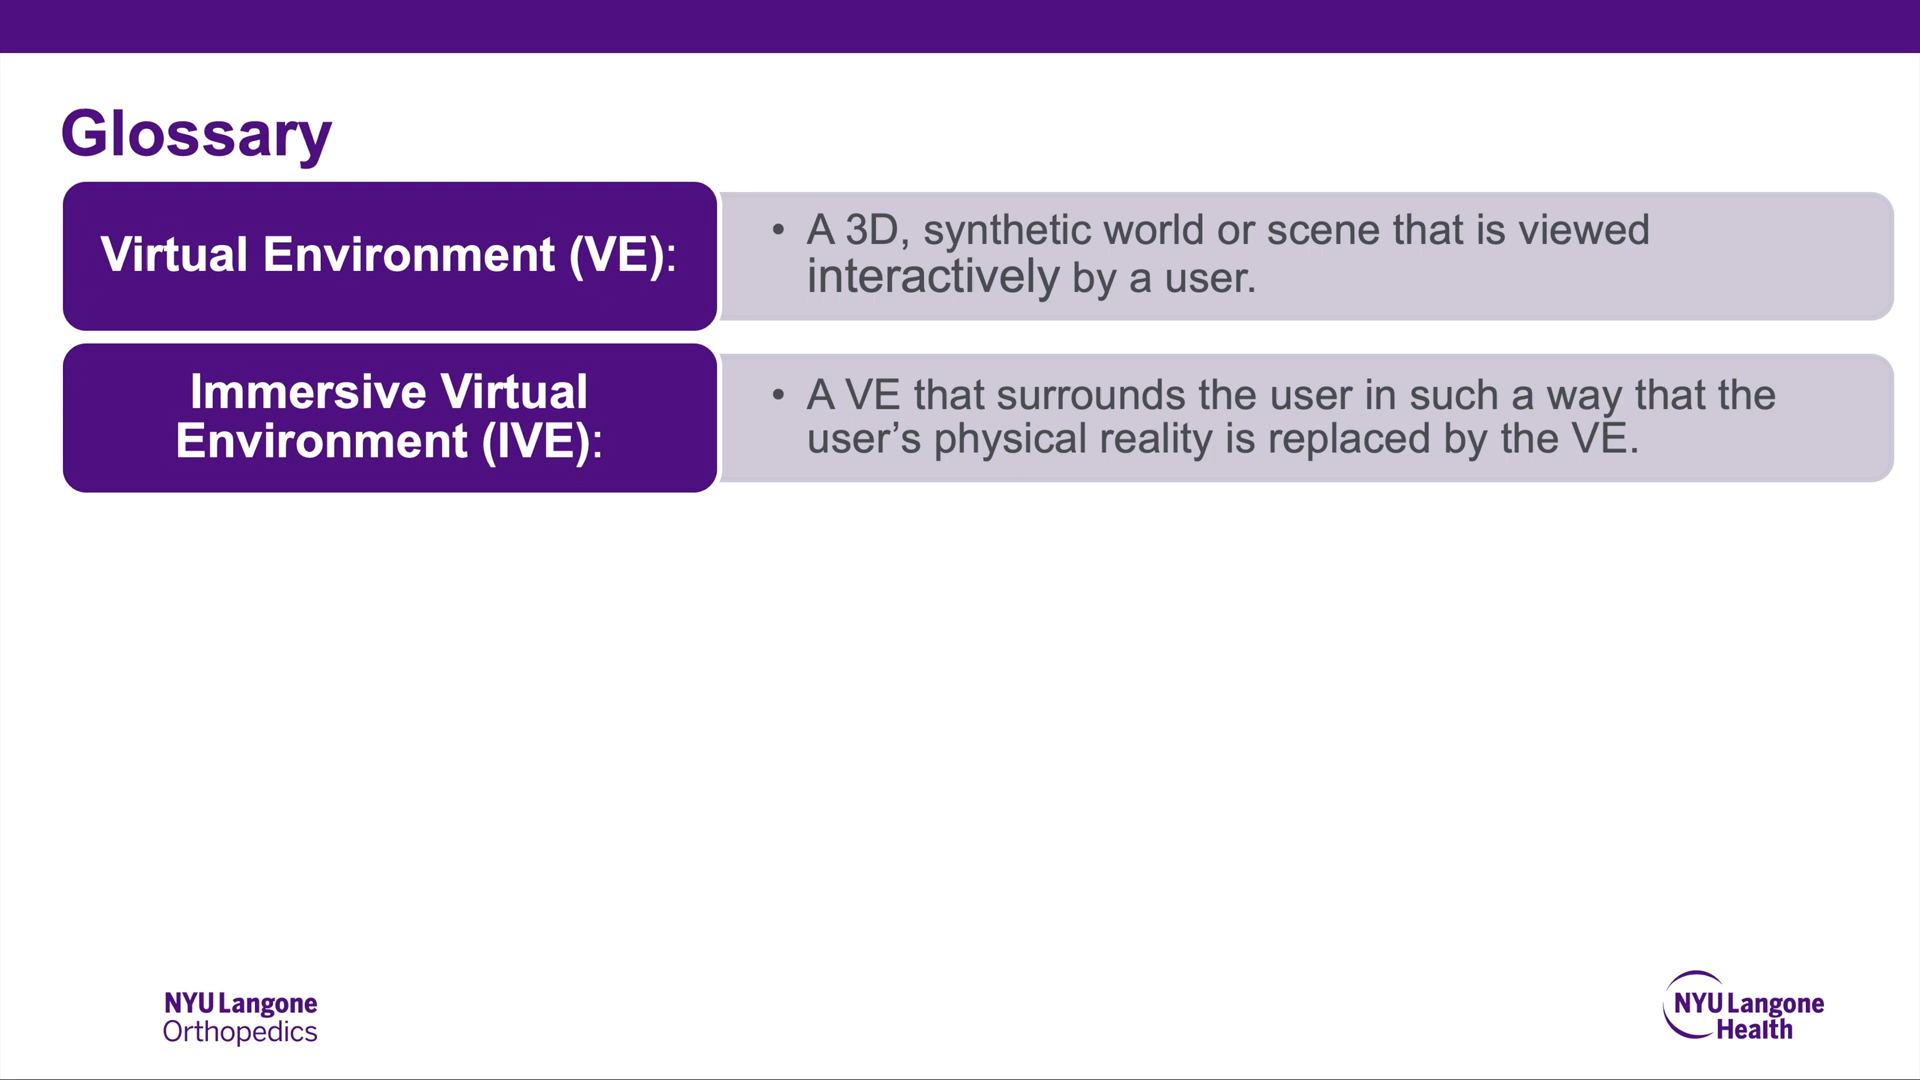 Glossary
Virtual Environment (VE):
• A 3D, synthetic world or scene that is viewed
interactively by a user.
Immersive Virtual
Environment (IVE):
• A VE that surrounds the user in such a way that the
user’s physical reality is replaced by the VE.
NYU Langone
Orthopedics
NYU Langone
Health